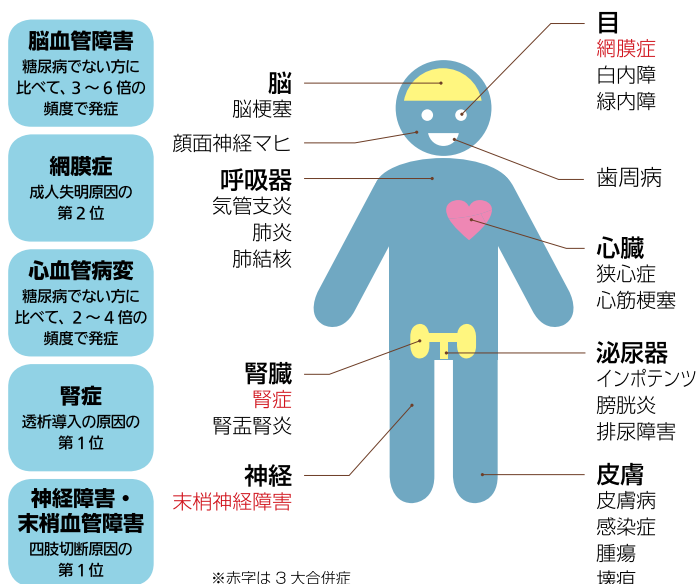 脳血管障害
糖尿病でない方に
比べて、3～6倍の
頻度で発症
網膜症
成人失明原因の
第2位
心血管病変
糖尿病でない方に
比べて、2～4倍の
頻度で発症
腎症
透析導入の原因の
第1位
神経障害・
末梢血管障害
四肢切断原因の
第1位
脳
脳梗塞
顔面神経マヒ
呼吸器
気管支炎
肺炎
肺結核
腎臓
腎症
腎盂腎炎
神経
末梢神経障害
目
網膜症
白内障
緑内障
歯周病
心臓
狭心症
心筋梗塞
泌尿器
インポテンツ
膀胱炎
排尿障害
皮膚
皮膚病
感染症
腫瘍
壊疽
※赤字は3大合併症